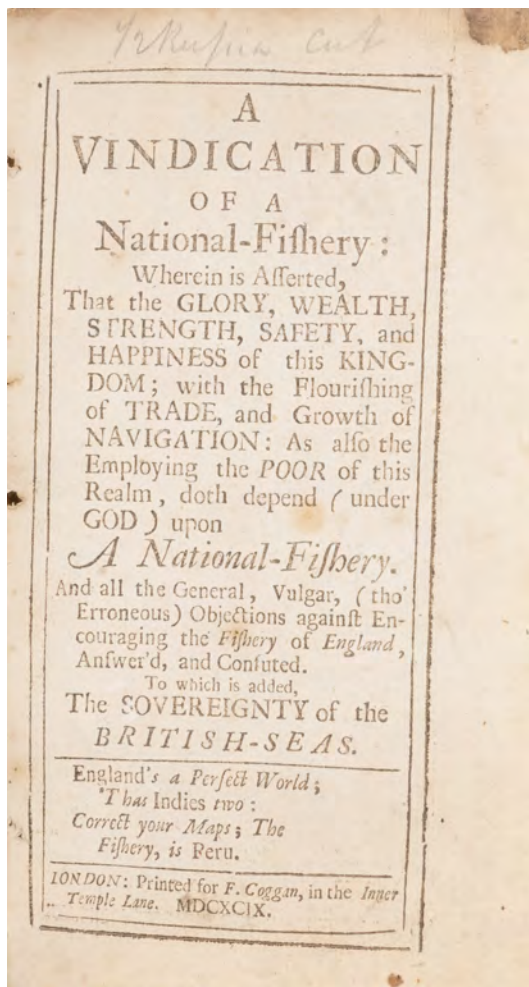 A
VINDICATION
OF A
National-Fiſhery:
Wherein is Aſſerted,
That the GLORY, WEALTH,
STRENGTH, SAFETY, and
HAPPINESS of this KING-
DOM; with the Flouriſhing
of TRADE, and Growth of
NAVIGATION: As alſo the
Employing the POOR of this
Realm, doth depend (under
GOD) upon
A National-Fiſhery.
And all the General, Vulgar, (tho'
Erroneous) Objections againſt En-
couraging the Fiſhery of England,
Anſwer'd, and Confuted.
To which is added,
The SOVEREIGNTY of the
BRITISH-SEAS.
England's a Perfect World;
'Thas Indies two:
Correct your Maps; The
Fiſhery, is Peru.
LONDON: Printed for F. Coggan, in the Inner
Temple Lane. MDCXCIX.